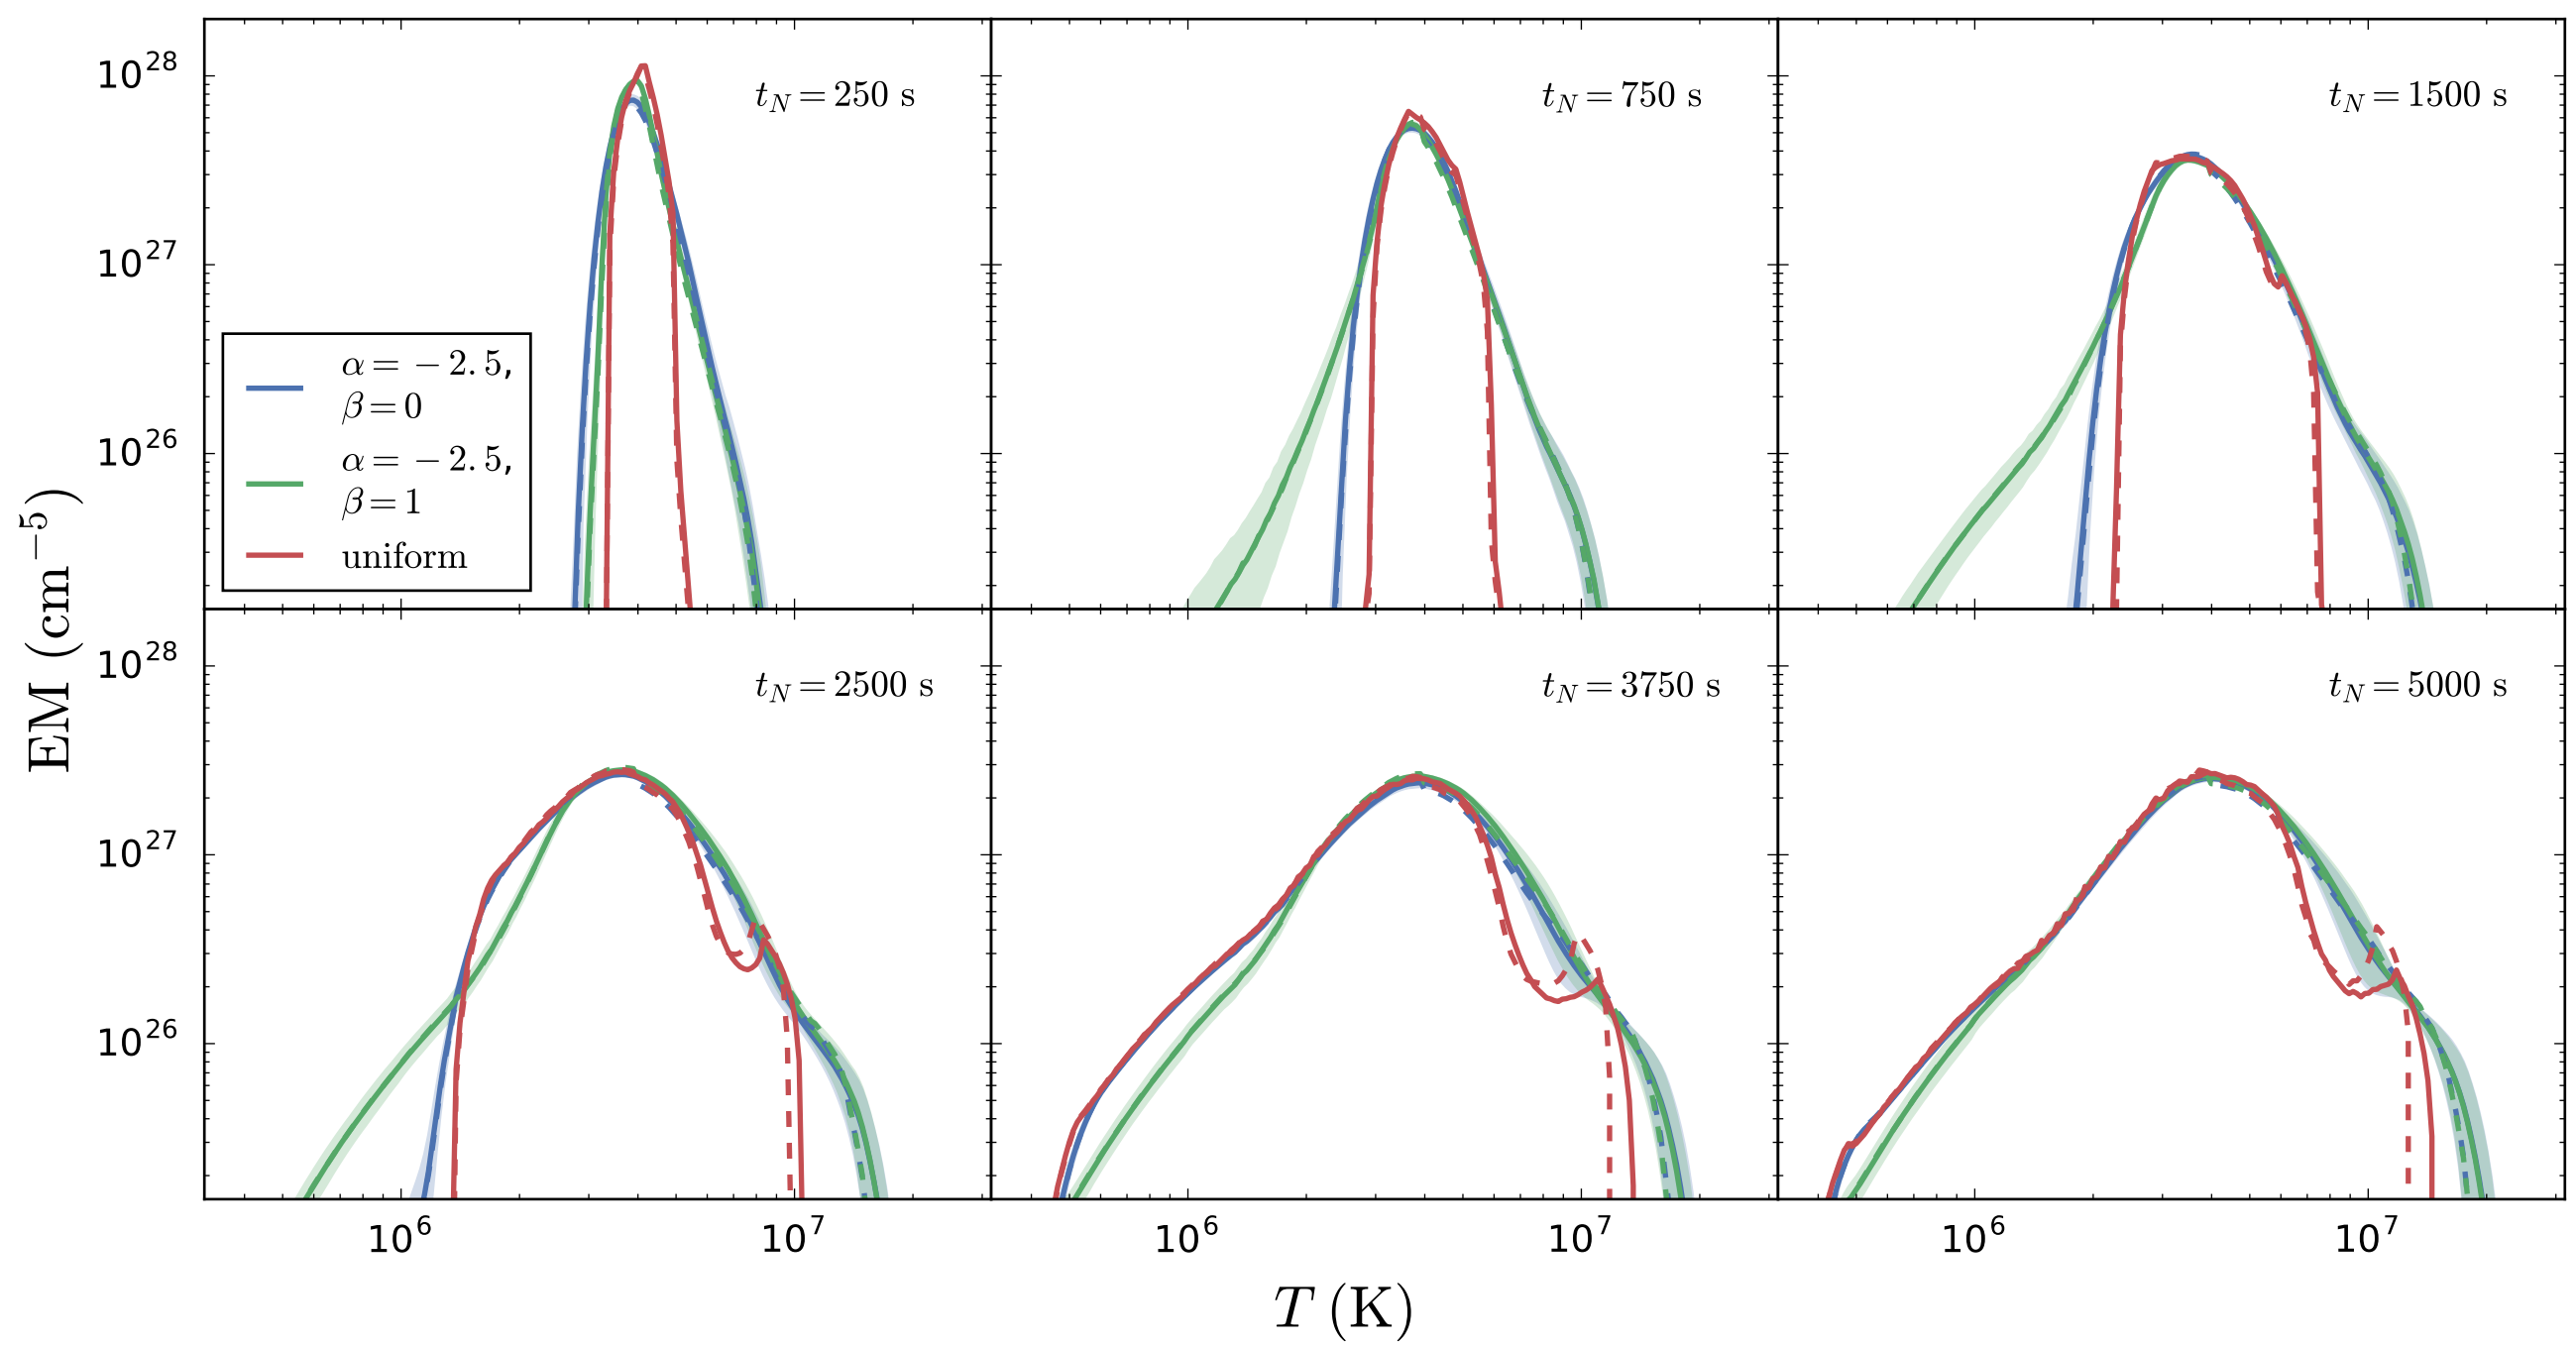 10^28
10^27
10^26
t_N = 250 s
t_N = 750 s
t_N = 1500 s
α = −2.5,
β = 0
α = −2.5,
β = 1
uniform
EM (cm^−5)
10^28
10^27
10^26
t_N = 2500 s
t_N = 3750 s
t_N = 5000 s
10^6 10^7 10^6 10^7 10^6 10^7
T (K)